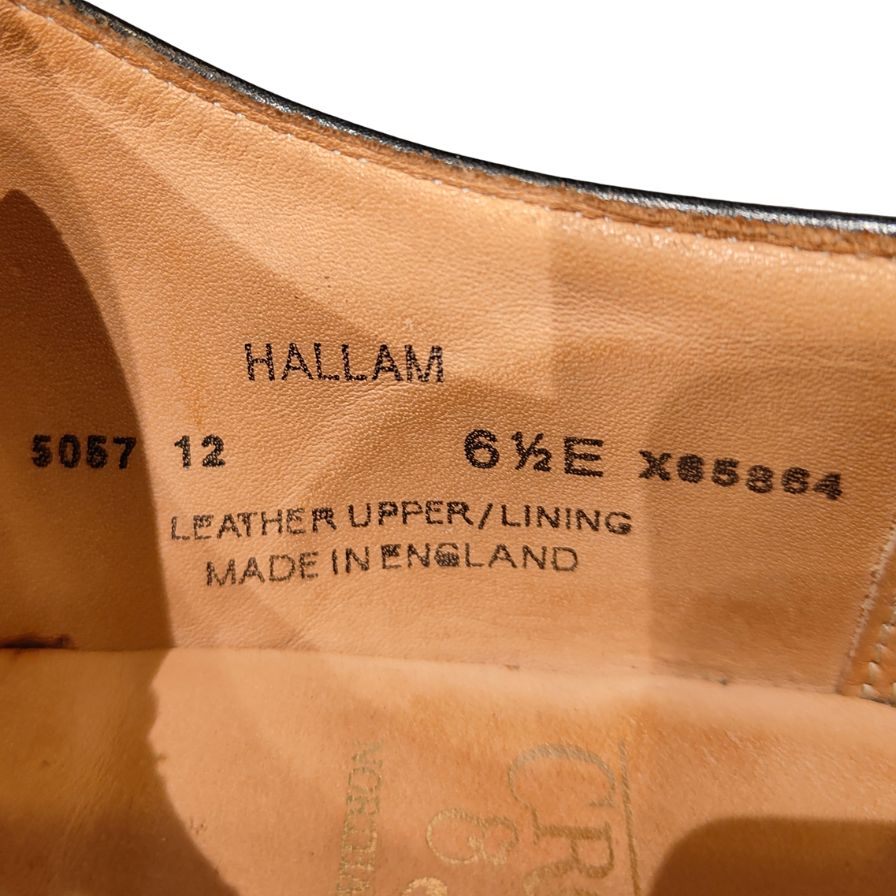 HALLAM
5057 12 6½E X65864
LEATHER UPPER/LINING
MADE IN ENGLAND